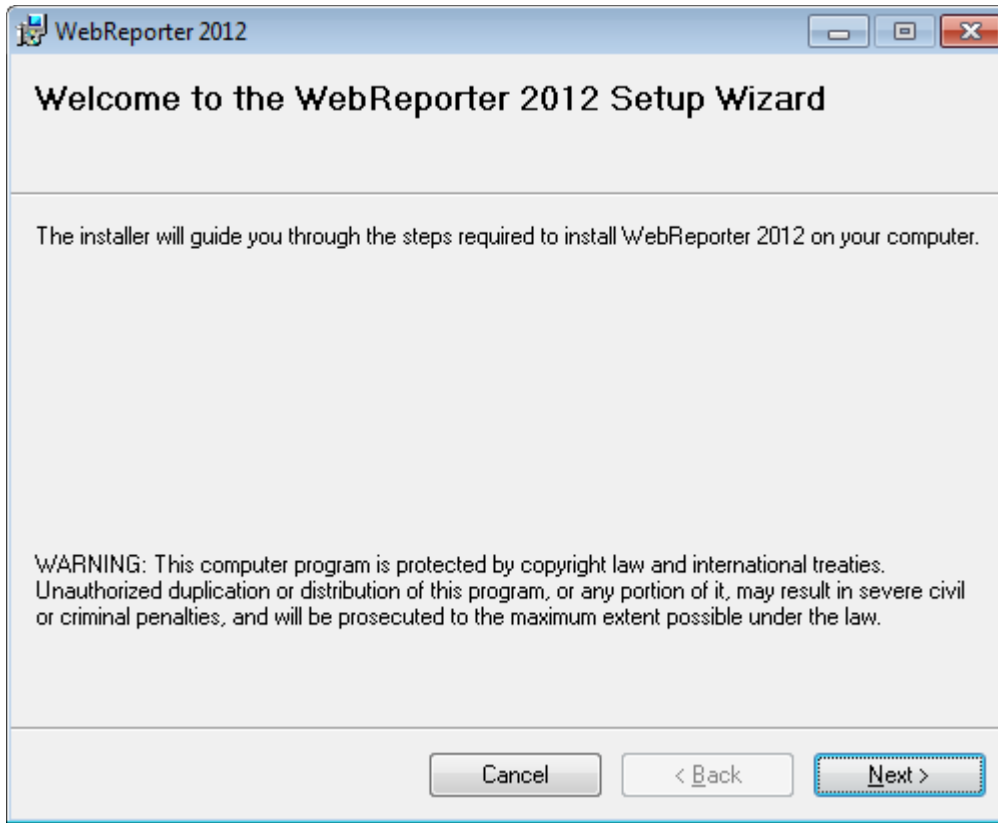 WebReporter 2012
Welcome to the WebReporter 2012 Setup Wizard
The installer will guide you through the steps required to install WebReporter 2012 on your computer.
WARNING: This computer program is protected by copyright law and international treaties.
Unauthorized duplication or distribution of this program, or any portion of it, may result in severe civil
or criminal penalties, and will be prosecuted to the maximum extent possible under the law.
Cancel < Back Next >